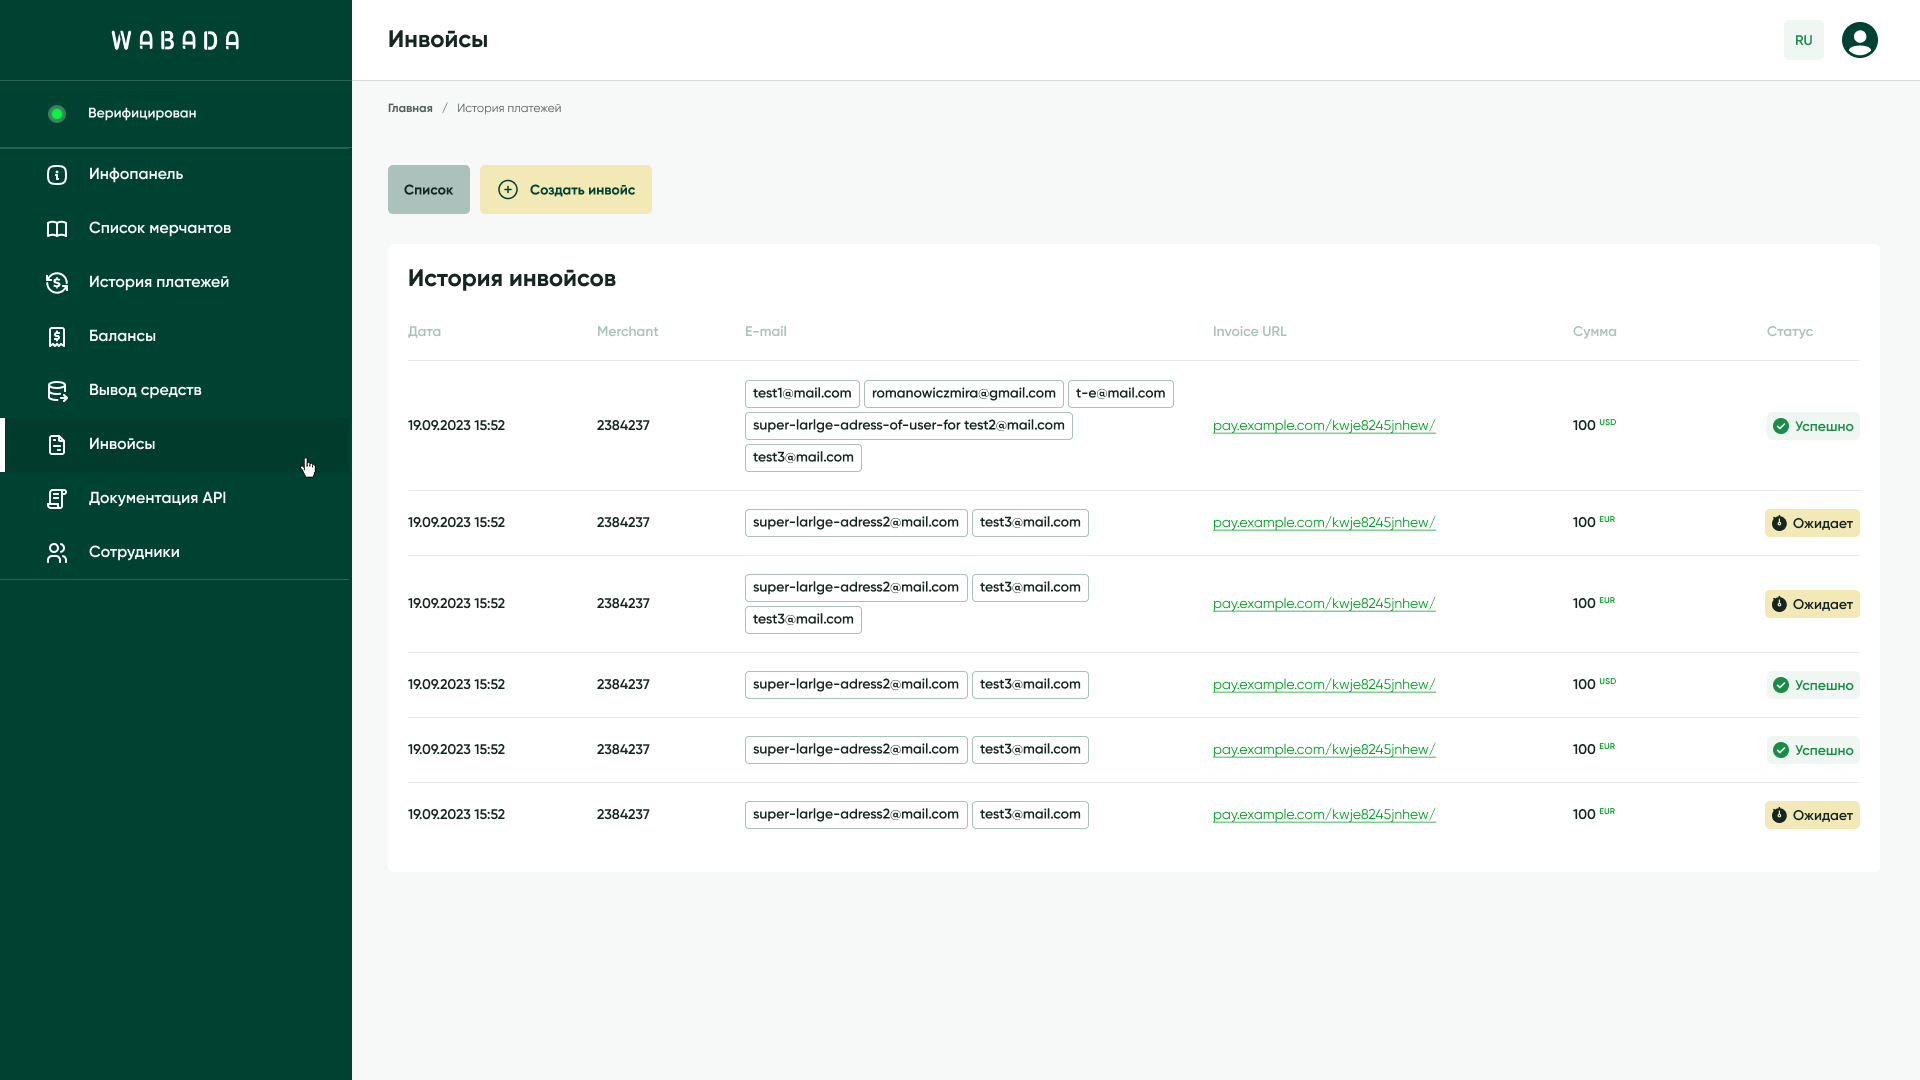 WABADA
Инвойсы
RU
Верифицирован
Главная / История платежей
Инфопанель
Список мерчантов
История платежей
Балансы
Вывод средств
Инвойсы
Документация API
Сотрудники
Список
Создать инвойс
История инвойсов
Дата Merchant E-mail Invoice URL Сумма Статус
test1@mail.com romanowiczmira@gmail.com t-e@mail.com
19.09.2023 15:52 2384237 super-larlge-adress-of-user-for test2@mail.com pay.example.com/kwje8245jnhew/ 100 USD Успешно
test3@mail.com
19.09.2023 15:52 2384237 super-larlge-adress2@mail.com test3@mail.com pay.example.com/kwje8245jnhew/ 100 EUR Ожидает
super-larlge-adress2@mail.com test3@mail.com
19.09.2023 15:52 2384237 pay.example.com/kwje8245jnhew/ 100 EUR Ожидает
test3@mail.com
19.09.2023 15:52 2384237 super-larlge-adress2@mail.com test3@mail.com pay.example.com/kwje8245jnhew/ 100 USD Успешно
19.09.2023 15:52 2384237 super-larlge-adress2@mail.com test3@mail.com pay.example.com/kwje8245jnhew/ 100 EUR Успешно
19.09.2023 15:52 2384237 super-larlge-adress2@mail.com test3@mail.com pay.example.com/kwje8245jnhew/ 100 EUR Ожидает